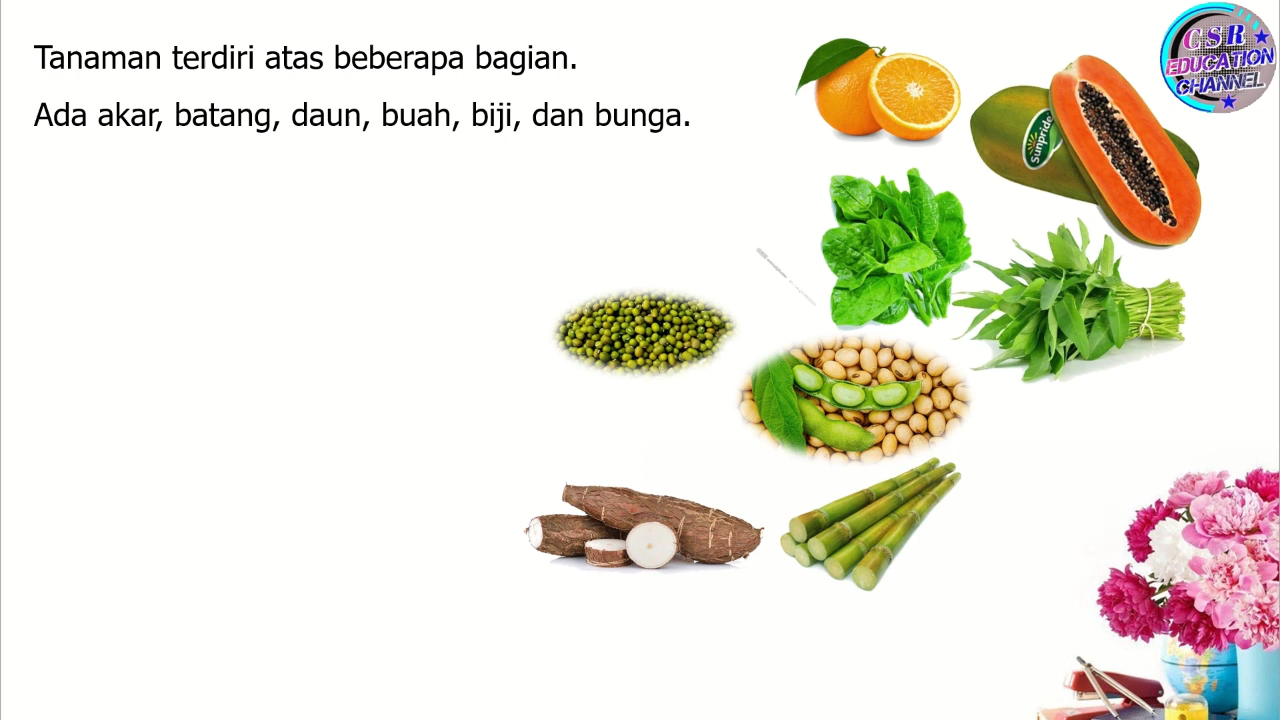 Tanaman terdiri atas beberapa bagian.
Ada akar, batang, daun, buah, biji, dan bunga.
CSR
EDUCATION
CHANNEL
Sunpride